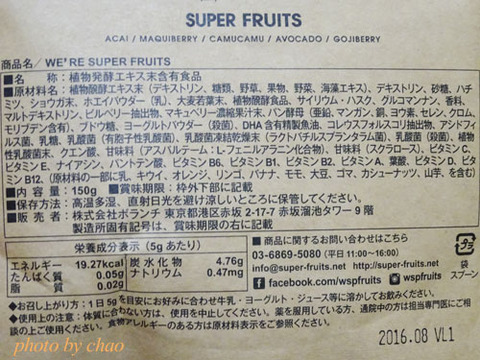 SUPER FRUITS
ACAI / MAQUIBERRY / CAMUCAMU / AVOCADO / GOJIBERRY
商品名／WE'RE SUPER FRUITS
■名　称：植物発酵エキス末含有食品
■原材料名：植物醗酵エキス末（デキストリン、糖類、野草、果物、野菜、海藻エキス）、デキストリン、砂糖、ハチ
ミツ、ショウガ末、ホエイパウダー（乳）、大麦若葉末、植物醗酵食品、サイリウム・ハスク、グルコマンナン、香料、
マルトデキストリン、ビルベリー抽出物、マキュベリー濃縮果汁末、パン酵母（亜鉛、マンガン、銅、ヨウ素、セレン、クロム、
モリブデン含有）、ブドウ糖、ヨーグルトパウダー（殺菌）、DHA含有精製魚油、コレウスフォルスコリ抽出物、アシドフィ
ルス菌、乳糖、乳酸菌（有胞子性乳酸菌）、乳酸菌凍結乾燥末（ラクトバチルスプランタラム菌）、乳酸菌（殺菌）、植物
性乳酸菌末、クエン酸、甘味料（アスパルテーム・L-フェニルアラニン化合物）、甘味料（スクラロース）、ビタミンC、
ビタミンE、ナイアシン、パントテン酸、ビタミンB6、ビタミンB1、ビタミンB2、ビタミンA、葉酸、ビタミンD、ビタ
ミンB12、（原材料の一部に乳、キウイ、オレンジ、リンゴ、バナナ、モモ、大豆、ゴマ、カシューナッツ、山芋、を含む）
■内 容 量：150g　■賞味期限：枠外下部に記載
■保存方法：高温多湿、直射日光を避け涼しいところに保管してください。
■販 売 者：株式会社ポランチ 東京都港区赤坂 2-17-7 赤坂溜池タワー 9 階
製造所固有記号は、賞味期限の右に記載
栄養成分表示（5gあたり）
エネルギー 19.27kcal 炭水化物 4.76g
たんぱく質 0.05g ナトリウム 0.47mg
脂　質 0.02g
■商品に関するお問い合わせはこちら
03-6869-5080（平日 11:00～16:00）
info@super-fruits.net http://super-fruits.net
facebook.com/wspfruits wspfruits
プラ
袋
スプーン
◆お召し上がり方：1日5gを目安にお好みに合わせ牛乳・ヨーグルト・ジュース等に溶かしてお飲みください。
◆使用上の注意：体質に合わない方は、使用を中止してください。薬を服用している方、通院中の方は担当専門医にご相
談の上ご使用ください。食物アレルギーのある方は原材料表示をご参照ください。
2016.08 VL1
photo by chao